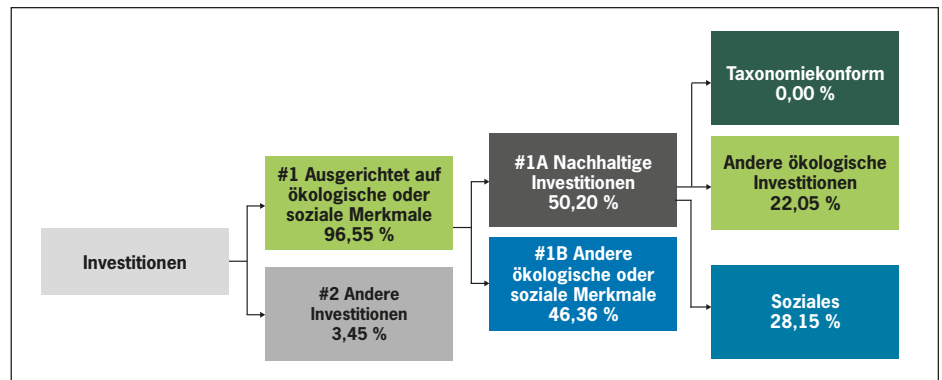 Investitionen
#1 Ausgerichtet auf
ökologische oder
soziale Merkmale
96,55 %
#2 Andere
Investitionen
3,45 %
#1A Nachhaltige
Investitionen
50,20 %
#1B Andere
ökologische oder
soziale Merkmale
46,36 %
Taxonomiekonform
0,00 %
Andere ökologische
Investitionen
22,05 %
Soziales
28,15 %